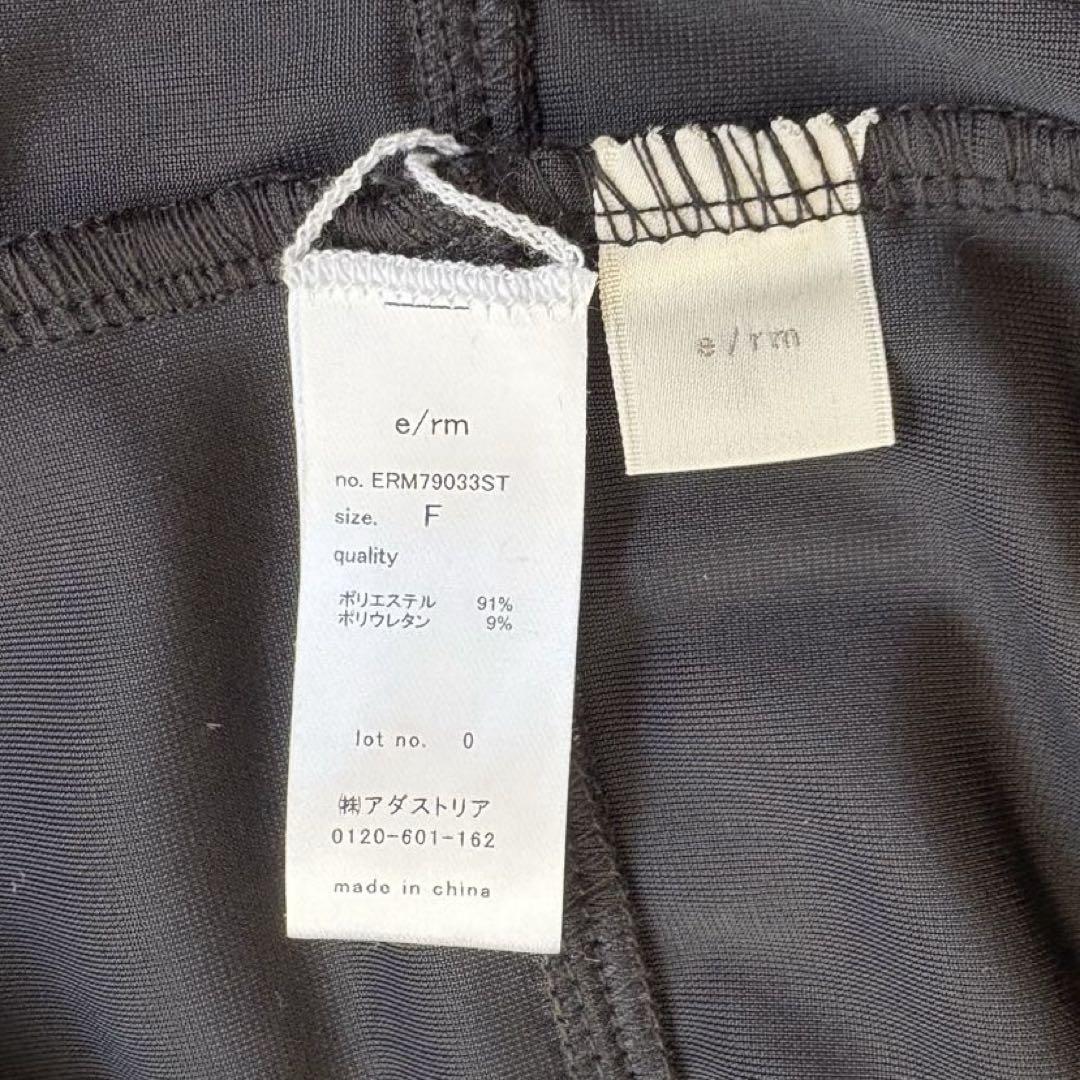 e/rm
e/rm
no. ERM79033ST
size. F
quality
ポリエステル 91%
ポリウレタン 9%
lot no. 0
㈱アダストリア
0120-601-162
made in china